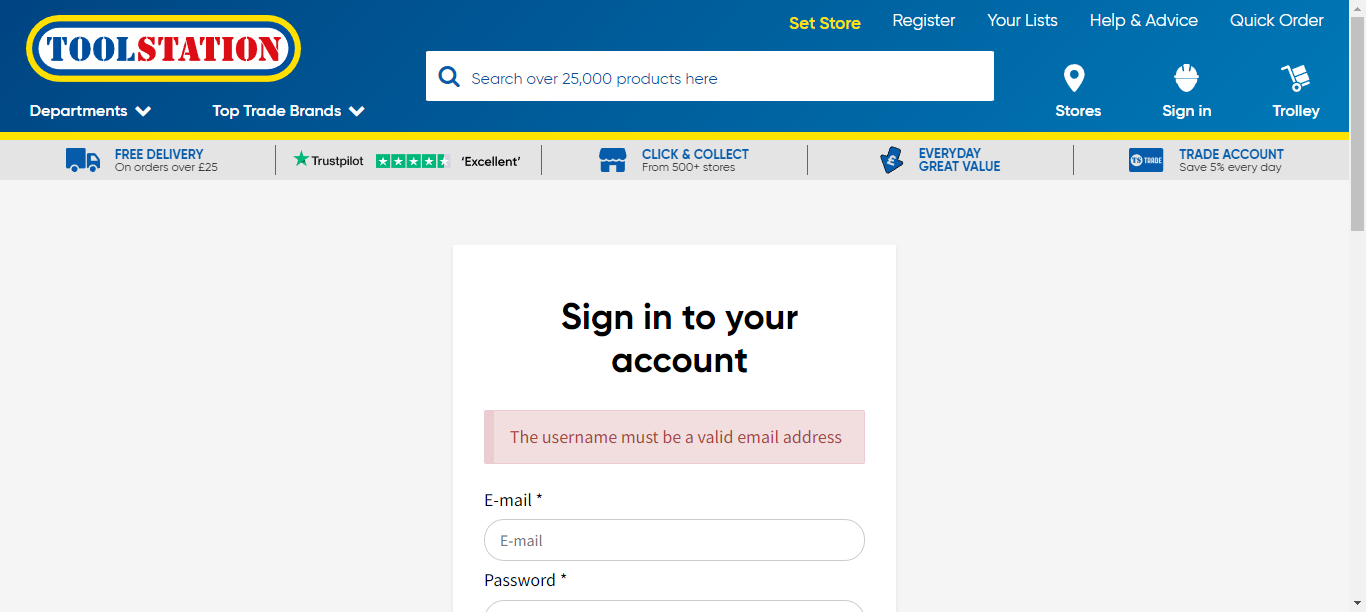 Set Store Register Your Lists Help & Advice Quick Order
TOOLSTATION
Search over 25,000 products here
Departments Top Trade Brands Stores Sign in Trolley
FREE DELIVERY
On orders over £25
Trustpilot 'Excellent'
CLICK & COLLECT
From 500+ stores
EVERYDAY
GREAT VALUE
TS TRADE
TRADE ACCOUNT
Save 5% every day
Sign in to your
account
The username must be a valid email address
E-mail *
E-mail
Password *